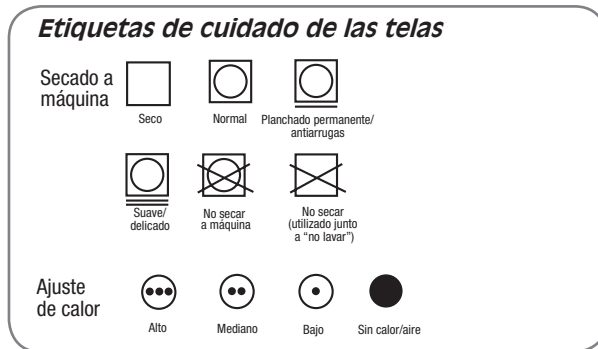 Etiquetas de cuidado de las telas
Secado a
máquina
Seco
Normal
Planchado permanente/
antiarrugas
Suave/
delicado
No secar
a máquina
No secar
(utilizado junto
a “no lavar”)
Ajuste
de calor
Alto
Mediano
Bajo
Sin calor/aire